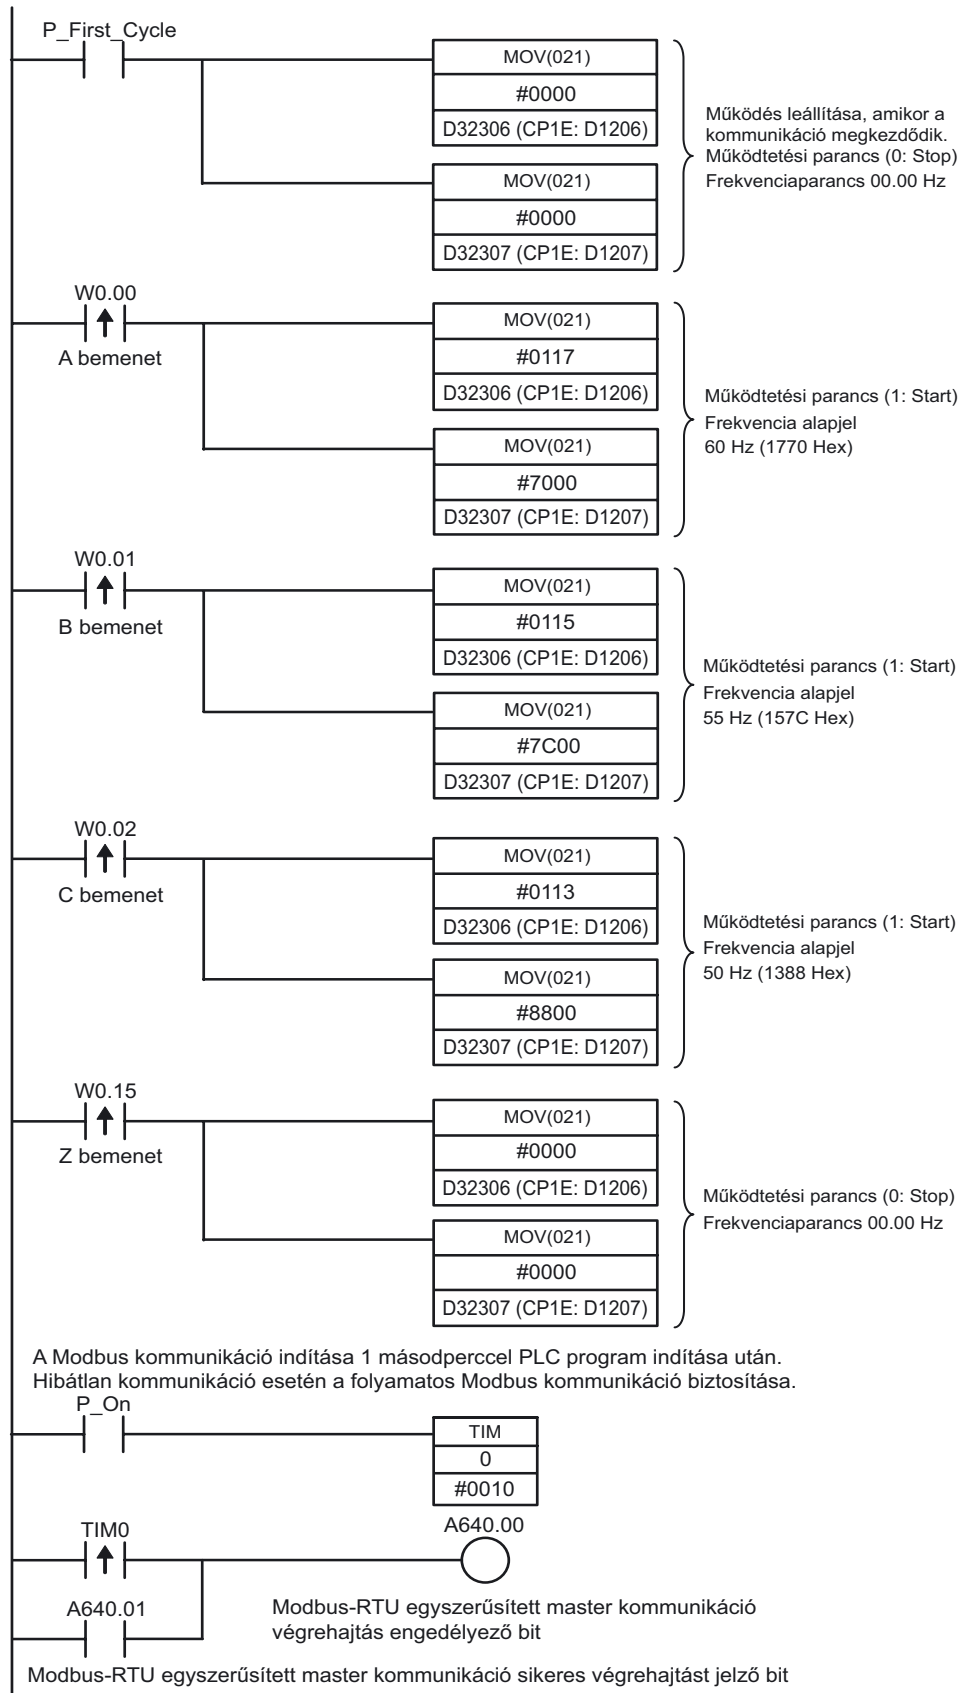 P_First_Cycle
MOV(021)
#0000
D32306 (CP1E: D1206)
MOV(021)
#0000
D32307 (CP1E: D1207)
Működés leállítása, amikor a
kommunikáció megkezdődik.
Működtetési parancs (0: Stop)
Frekvenciaparancs 00.00 Hz
W0.00
A bemenet
MOV(021)
#0117
D32306 (CP1E: D1206)
MOV(021)
#7000
D32307 (CP1E: D1207)
Működtetési parancs (1: Start)
Frekvencia alapjel
60 Hz (1770 Hex)
W0.01
B bemenet
MOV(021)
#0115
D32306 (CP1E: D1206)
MOV(021)
#7C00
D32307 (CP1E: D1207)
Működtetési parancs (1: Start)
Frekvencia alapjel
55 Hz (157C Hex)
W0.02
C bemenet
MOV(021)
#0113
D32306 (CP1E: D1206)
MOV(021)
#8800
D32307 (CP1E: D1207)
Működtetési parancs (1: Start)
Frekvencia alapjel
50 Hz (1388 Hex)
W0.15
Z bemenet
MOV(021)
#0000
D32306 (CP1E: D1206)
MOV(021)
#0000
D32307 (CP1E: D1207)
Működtetési parancs (0: Stop)
Frekvenciaparancs 00.00 Hz
A Modbus kommunikáció indítása 1 másodperccel PLC program indítása után.
Hibátlan kommunikáció esetén a folyamatos Modbus kommunikáció biztosítása.
P_On
TIM
0
#0010
TIM0
A640.00
A640.01
Modbus-RTU egyszerűsített master kommunikáció
végrehajtás engedélyező bit
Modbus-RTU egyszerűsített master kommunikáció sikeres végrehajtást jelző bit